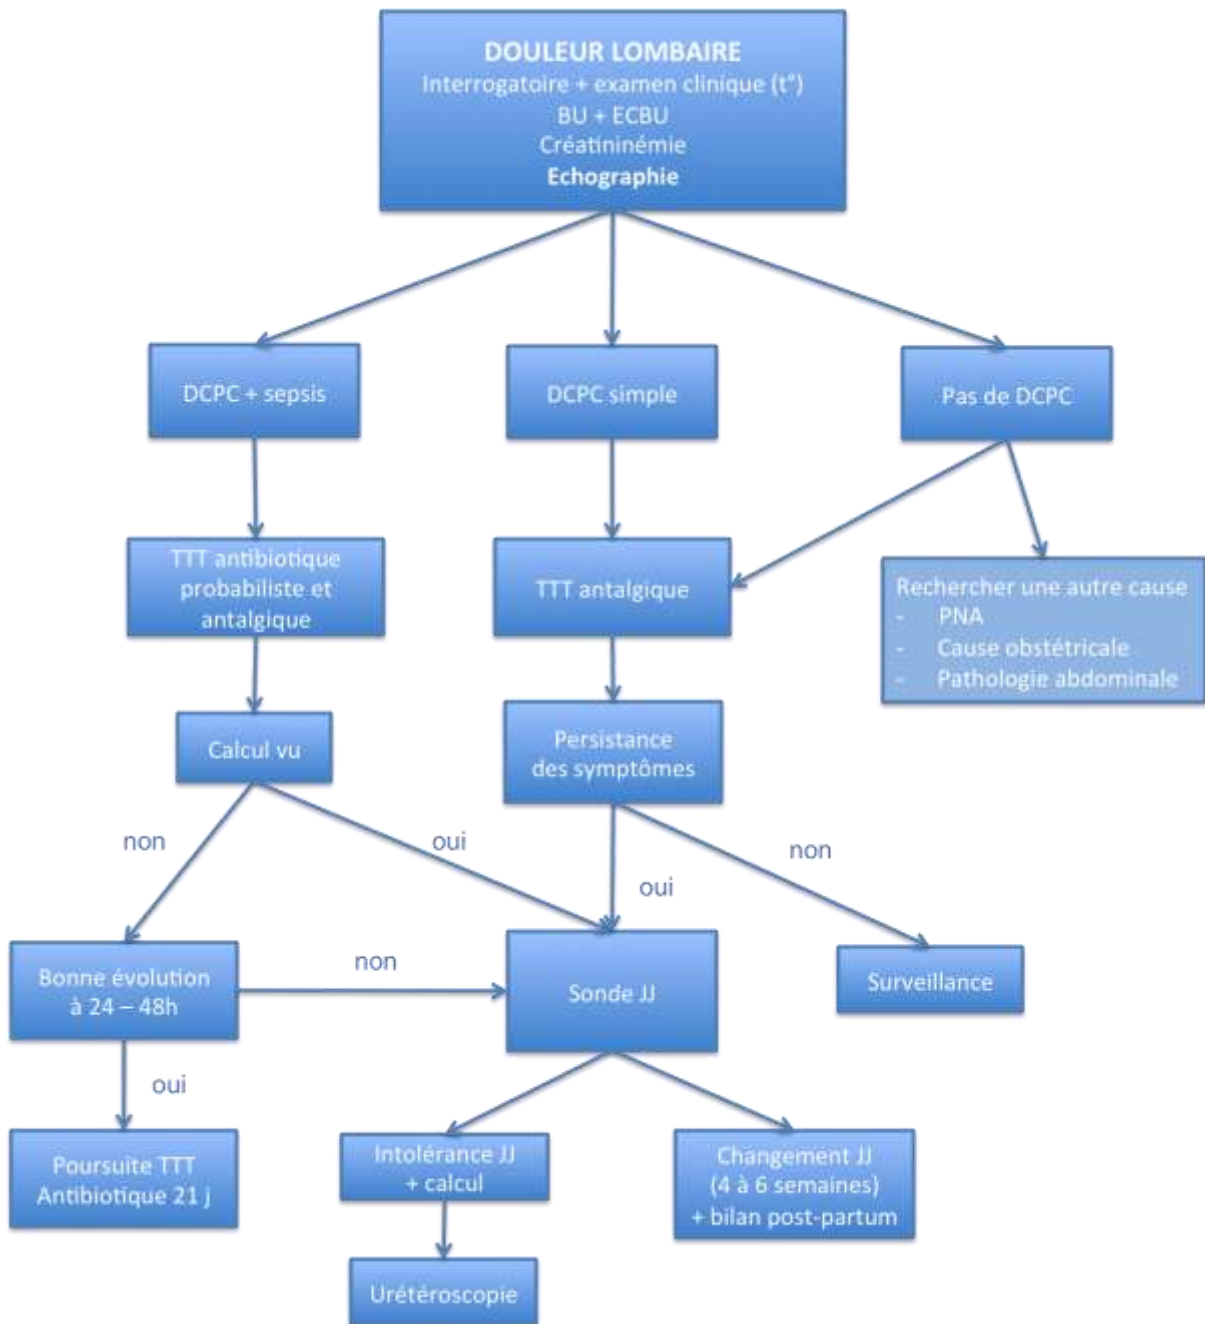 DOULEUR LOMBAIRE
Interrogatoire + examen clinique (t°)
BU + ECBU
Créatininémie
Echographie
DCPC + sepsis
DCPC simple
Pas de DCPC
TTT antibiotique
probabiliste et
antalgique
TTT antalgique
Rechercher une autre cause
- PNA
- Cause obstétricale
- Pathologie abdominale
Calcul vu
Persistance
des symptômes
non
oui
oui
non
Bonne évolution
à 24 – 48h
non
Sonde JJ
Surveillance
oui
Poursuite TTT
Antibiotique 21 j
Intolérance JJ
+ calcul
Changement JJ
(4 à 6 semaines)
+ bilan post-partum
Urétéroscopie